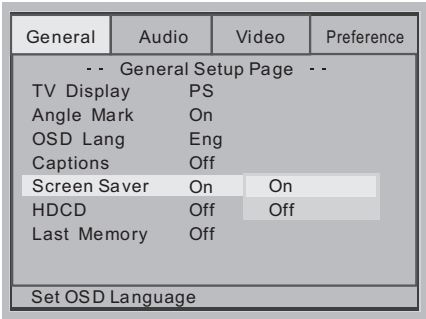 General Audio Video Preference
- - General Setup Page - -
TV Display PS
Angle Mark On
OSD Lang Eng
Captions Off
Screen Saver On On
HDCD Off Off
Last Memory Off
Set OSD Language